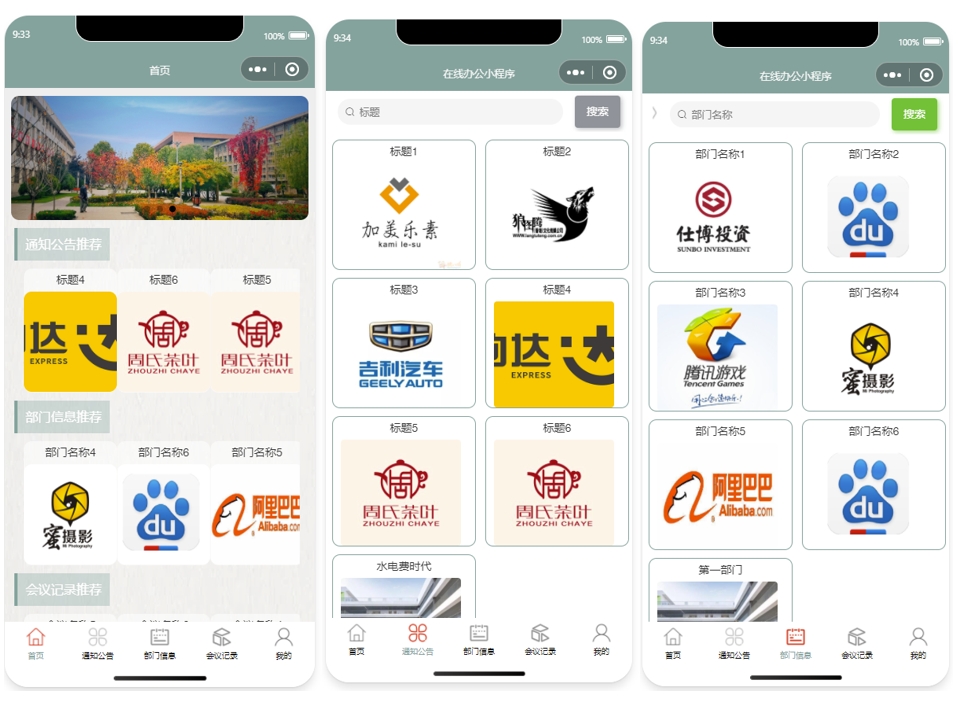 9:33
100%
首页
通知公告推荐
标题4
标题6
标题5
EXPRESS
周氏茶叶
ZHOUZHI CHAYE
周氏茶叶
ZHOUZHI CHAYE
部门信息推荐
部门名称4
部门名称6
部门名称5
蜜摄影
du
阿里巴巴
Alibaba.com
会议记录推荐
首页
通知公告
部门信息
会议记录
我的
9:34
100%
在线办公小程序
标题
搜索
标题1
标题2
加美乐素
kami le-su
狼图腾
标题3
标题4
吉利汽车
GEELY AUTO
EXPRESS
标题5
标题6
周氏茶叶
ZHOUZHI CHAYE
周氏茶叶
ZHOUZHI CHAYE
水电费时代
首页
通知公告
部门信息
会议记录
我的
9:34
100%
在线办公小程序
部门名称
搜索
部门名称1
部门名称2
仕博投资
SUNBO INVESTMENT
du
部门名称3
部门名称4
腾讯游戏
Tencent Games
蜜摄影
部门名称5
部门名称6
阿里巴巴
Alibaba.com
du
第一部门
首页
通知公告
部门信息
会议记录
我的